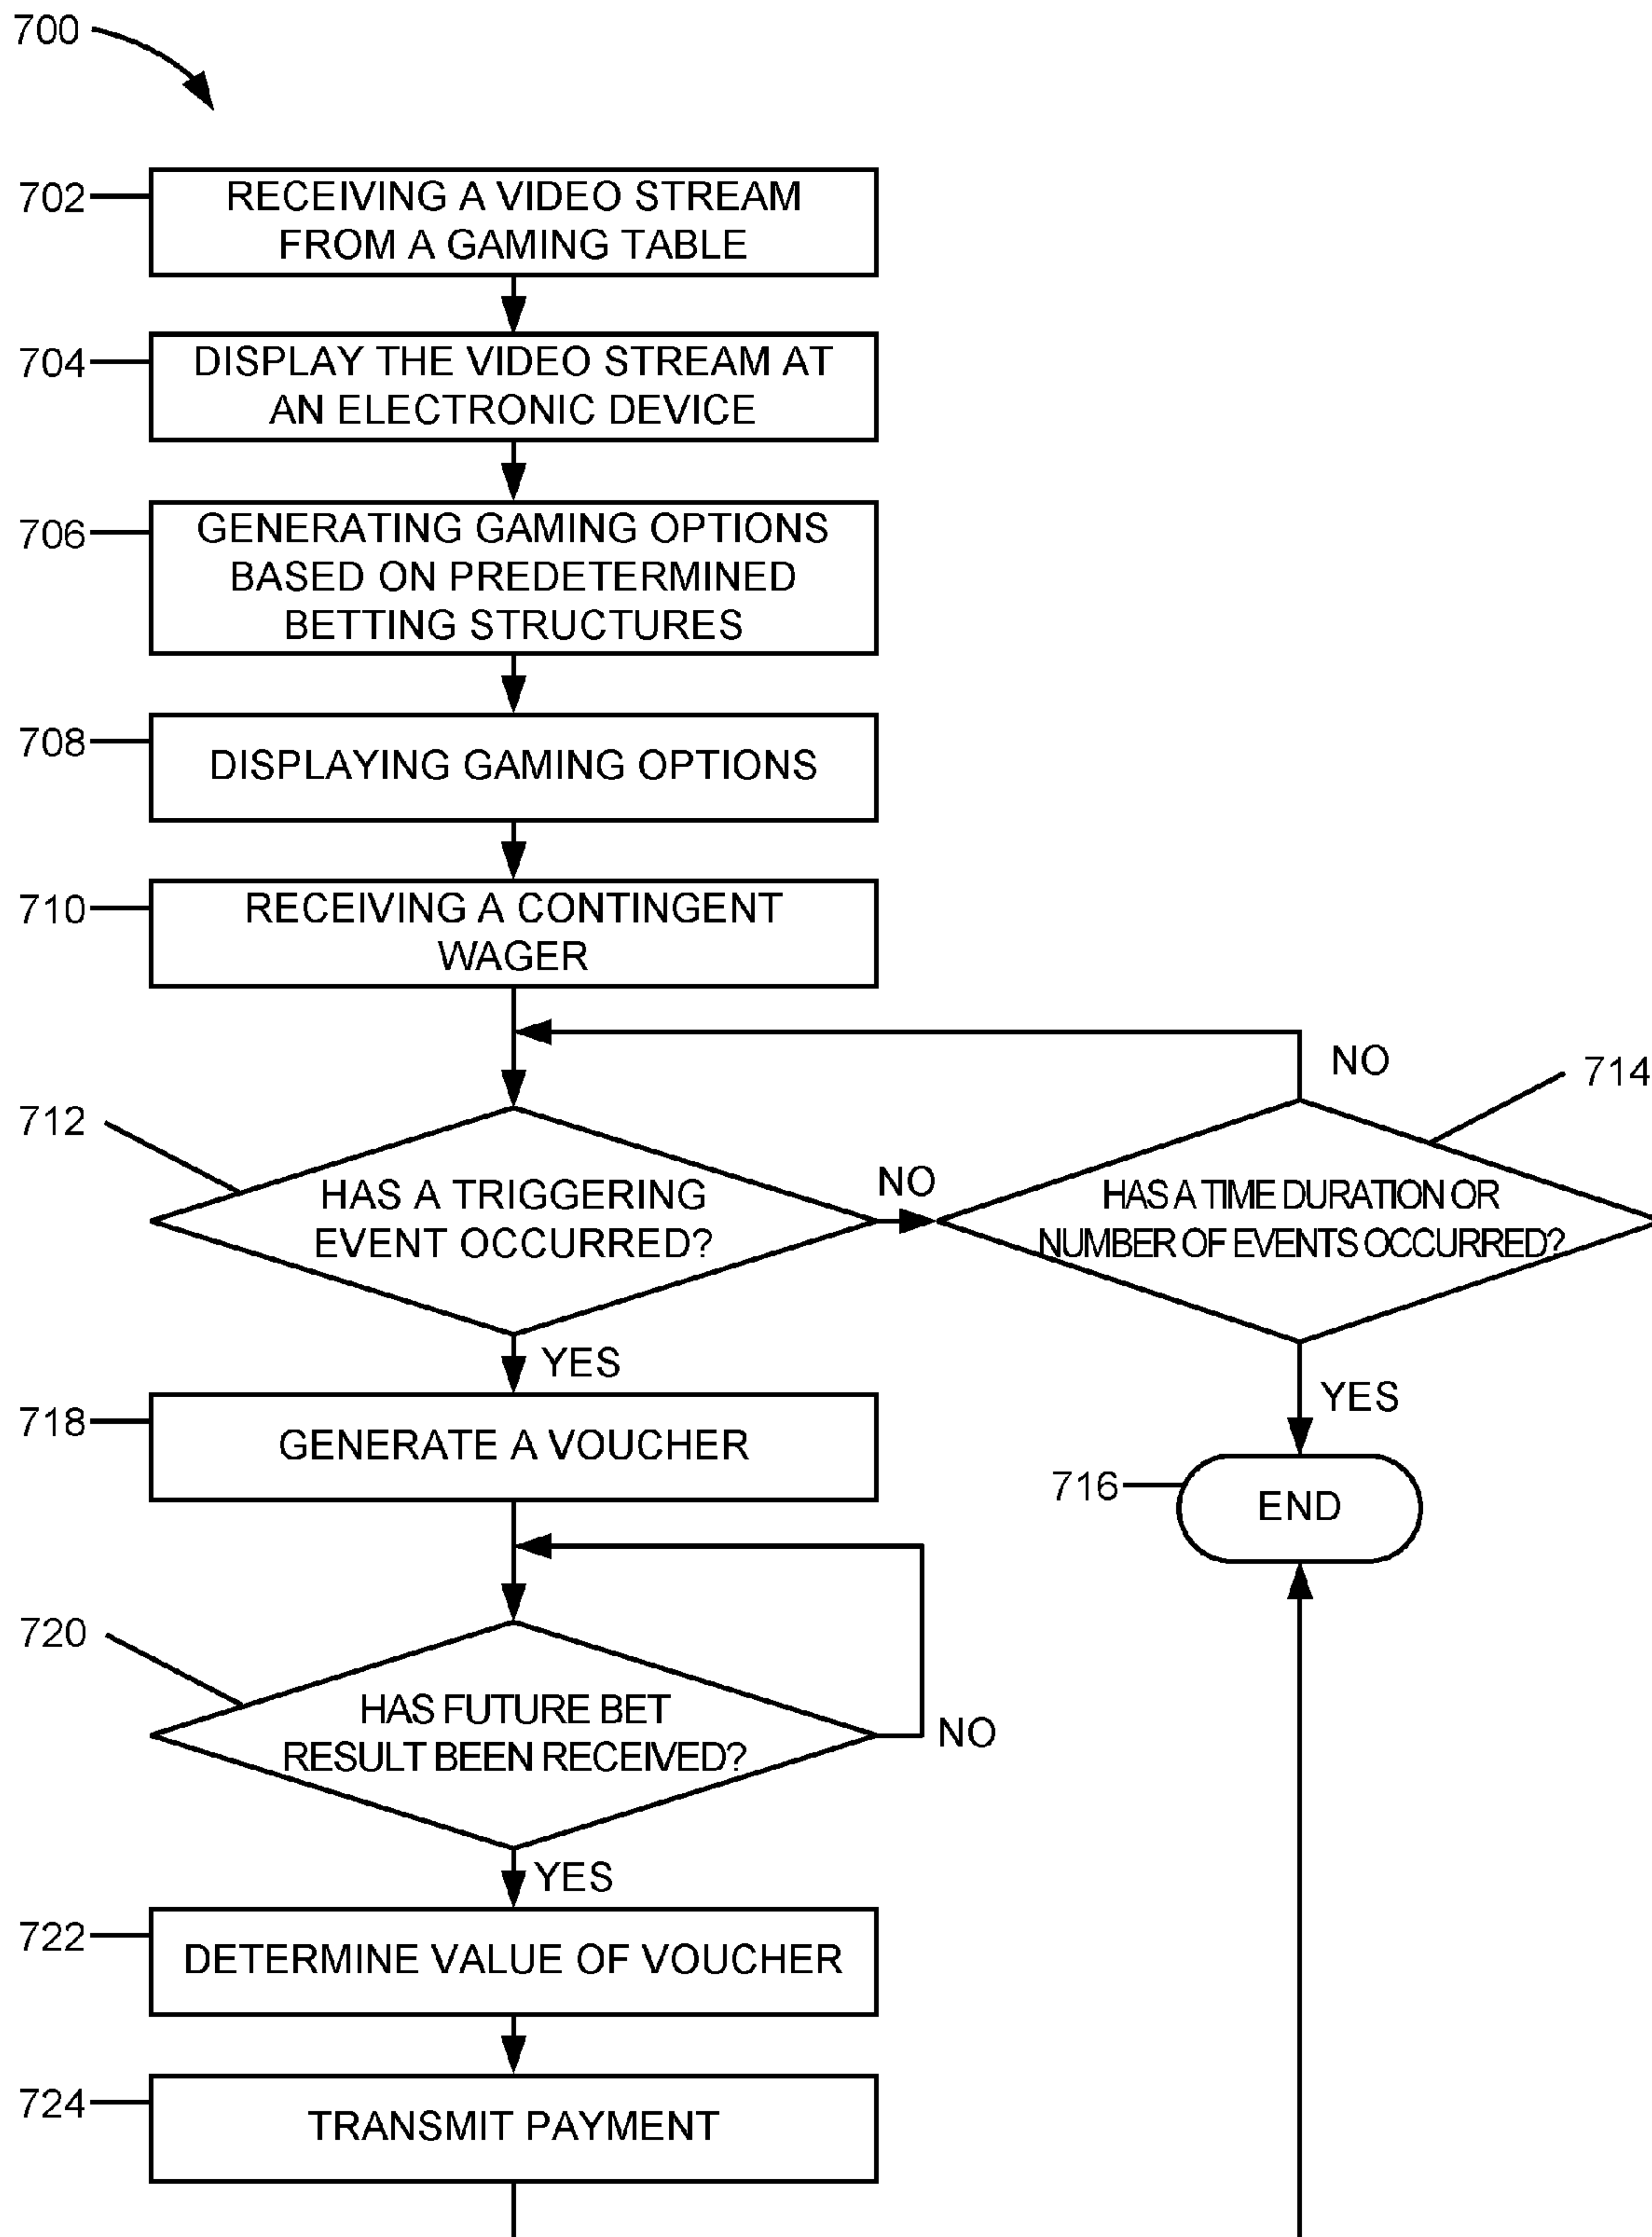 700
702
RECEIVING A VIDEO STREAM
FROM A GAMING TABLE
704
DISPLAY THE VIDEO STREAM AT
AN ELECTRONIC DEVICE
706
GENERATING GAMING OPTIONS
BASED ON PREDETERMINED
BETTING STRUCTURES
708
DISPLAYING GAMING OPTIONS
710
RECEIVING A CONTINGENT
WAGER
712
HAS A TRIGGERING
EVENT OCCURRED?
NO
NO
714
HAS A TIME DURATION OR
NUMBER OF EVENTS OCCURRED?
YES
YES
716
END
718
GENERATE A VOUCHER
720
HAS FUTURE BET
RESULT BEEN RECEIVED?
NO
YES
722
DETERMINE VALUE OF VOUCHER
724
TRANSMIT PAYMENT